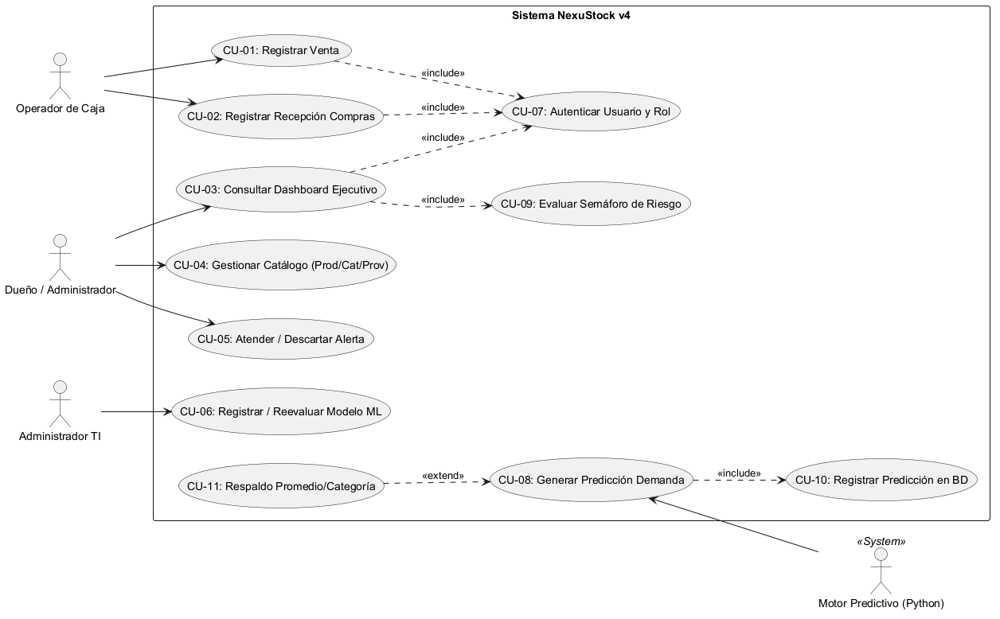 Sistema NexuStock v4
CU-01: Registrar Venta
«include»
Operador de Caja
CU-02: Registrar Recepción Compras
«include»
CU-07: Autenticar Usuario y Rol
«include»
CU-03: Consultar Dashboard Ejecutivo
«include»
CU-09: Evaluar Semáforo de Riesgo
CU-04: Gestionar Catálogo (Prod/Cat/Prov)
Dueño / Administrador
CU-05: Atender / Descartar Alerta
CU-06: Registrar / Reevaluar Modelo ML
Administrador TI
CU-11: Respaldo Promedio/Categoría
«extend»
CU-08: Generar Predicción Demanda
«include»
CU-10: Registrar Predicción en BD
«System»
Motor Predictivo (Python)